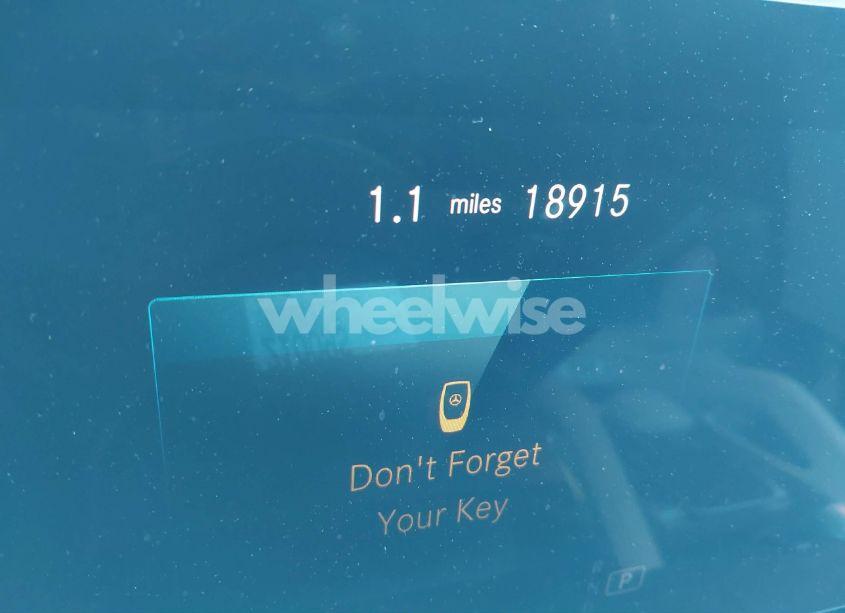 1.1 miles 18915
wheelwise
Don't Forget
Your Key
R
P